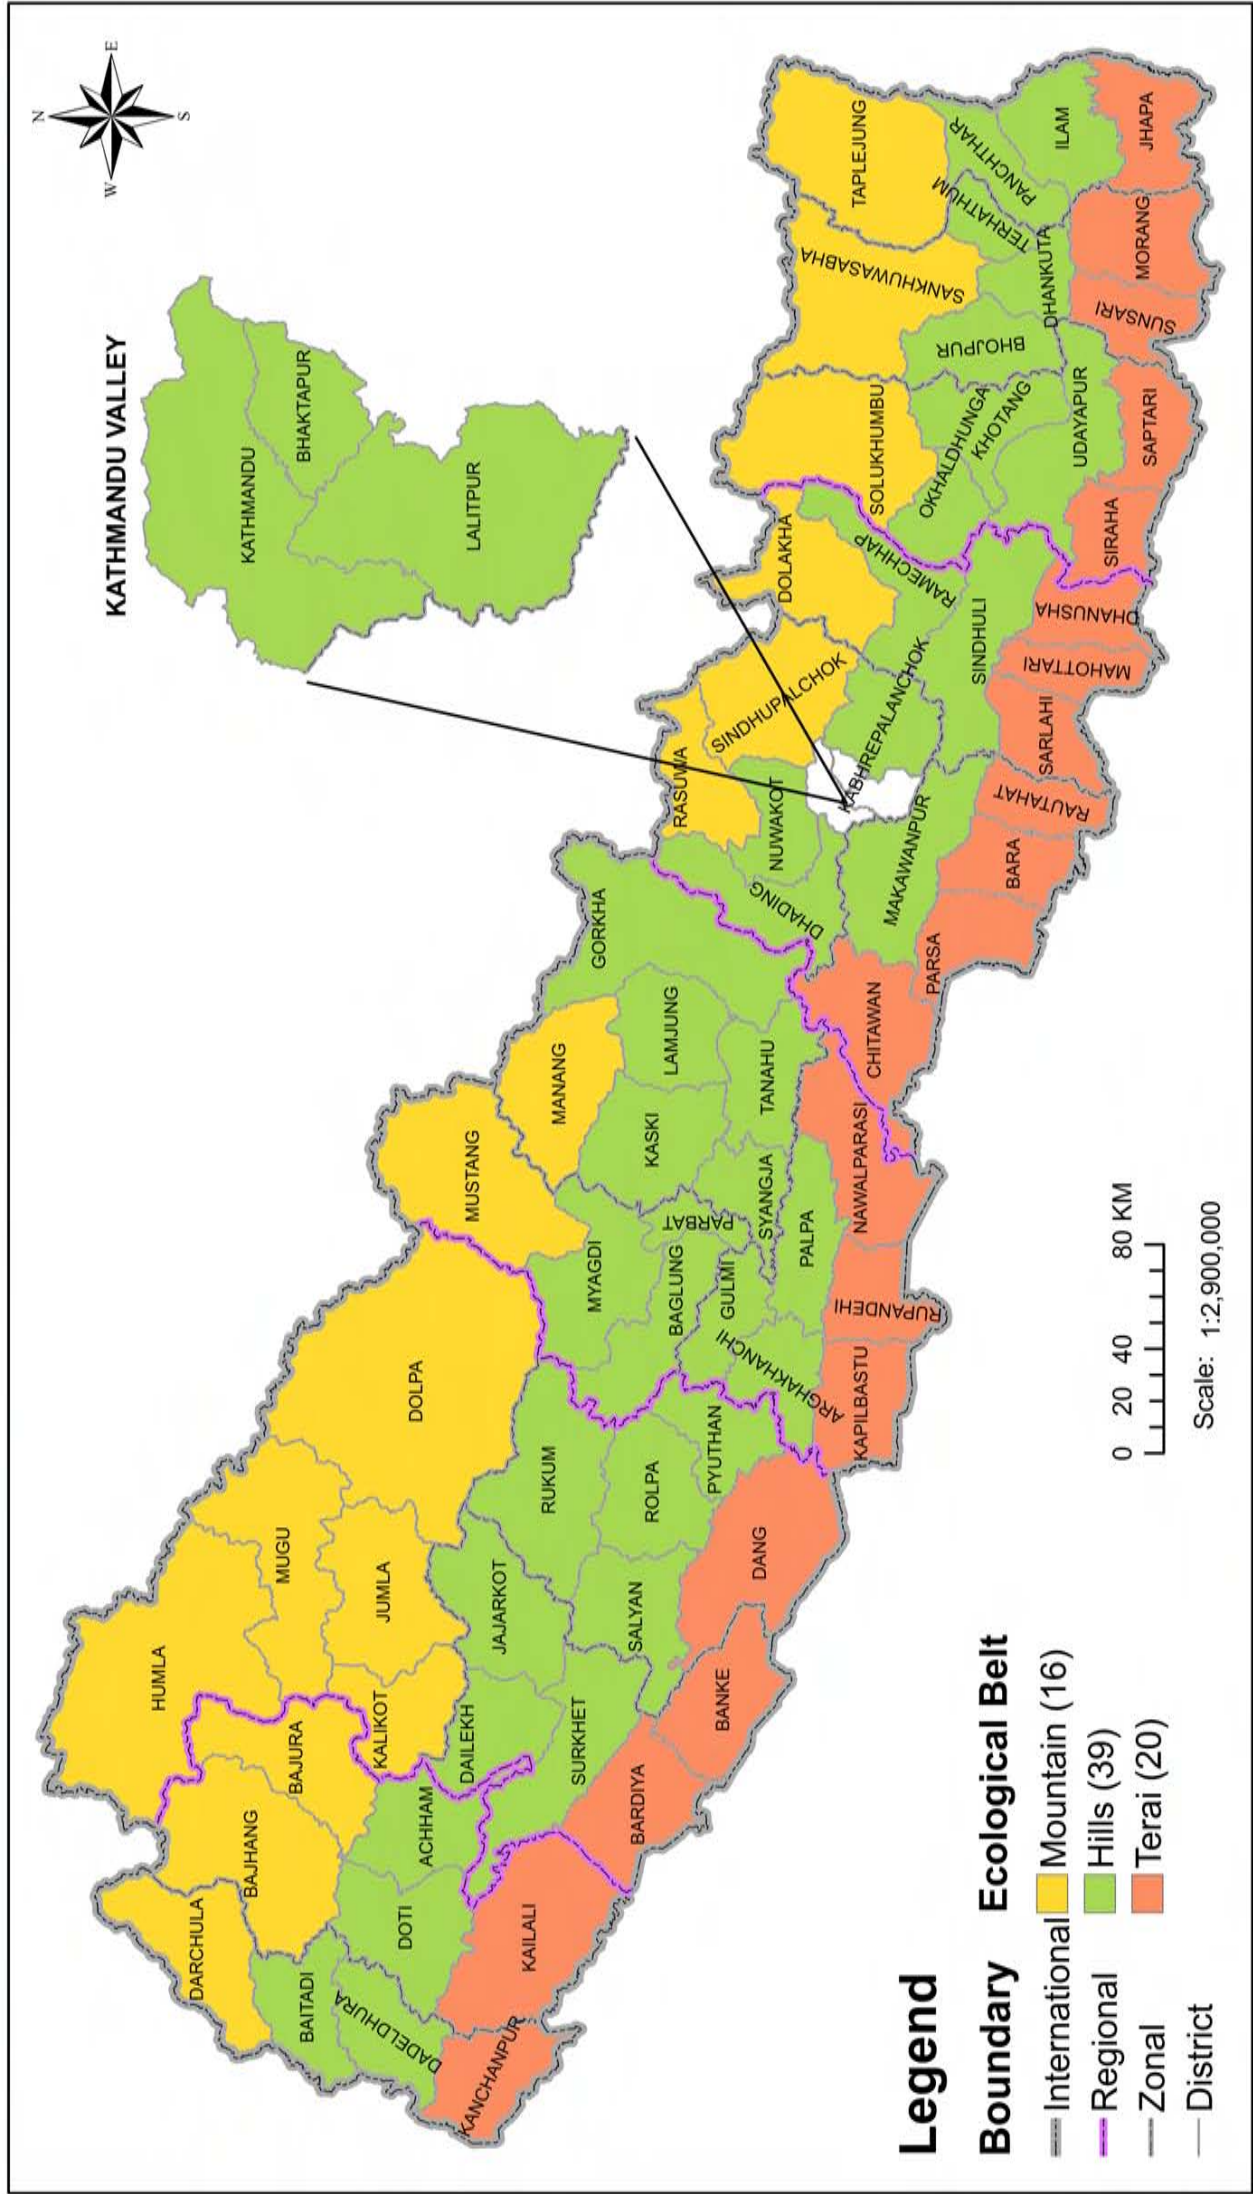 N
W
E
S
KATHMANDU VALLEY
KATHMANDU
BHAKTAPUR
LALITPUR
HUMLA
DARCHULA
BAJHANG
BAJURA
MUGU
BAITADI
DADELDHURA
DOTI
ACHHAM
KALIKOT
JUMLA
DOLPA
MUSTANG
MANANG
KANCHANPUR
KAILALI
DAILEKH
JAJARKOT
RUKUM
MYAGDI
KASKI
LAMJUNG
GORKHA
BARDIYA
SURKHET
SALYAN
ROLPA
BAGLUNG
PARBAT
BANKE
DANG
PYUTHAN
GULMI
SYANGJA
TANAHU
ARGHAKHANCHI
PALPA
KAPILBASTU
RUPANDEHI
NAWALPARASI
CHITAWAN
DHADING
NUWAKOT
RASUWA
SINDHUPALCHOK
DOLAKHA
KABHREPALANCHOK
RAMECHHAP
MAKAWANPUR
PARSA
BARA
RAUTAHAT
SARLAHI
MAHOTTARI
DHANUSHA
SINDHULI
SOLUKHUMBU
OKHALDHUNGA
KHOTANG
SANKHUWASABHA
TAPLEJUNG
BHOJPUR
TERHATHUM
PANCHTHAR
DHANKUTA
ILAM
UDAYAPUR
SIRAHA
SAPTARI
SUNSARI
MORANG
JHAPA
Legend
Boundary
International
Regional
Zonal
District
Ecological Belt
Mountain (16)
Hills (39)
Terai (20)
0 20 40 80 KM
Scale: 1:2,900,000